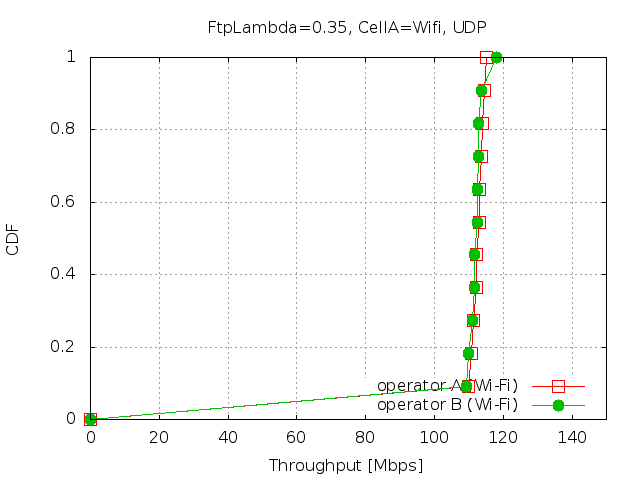 FtpLambda=0.35, CellA=Wifi, UDP
1
0.8
0.6
0.4
0.2
0
CDF
operator A (Wi-Fi)
operator B (Wi-Fi)
0 20 40 60 80 100 120 140
Throughput [Mbps]